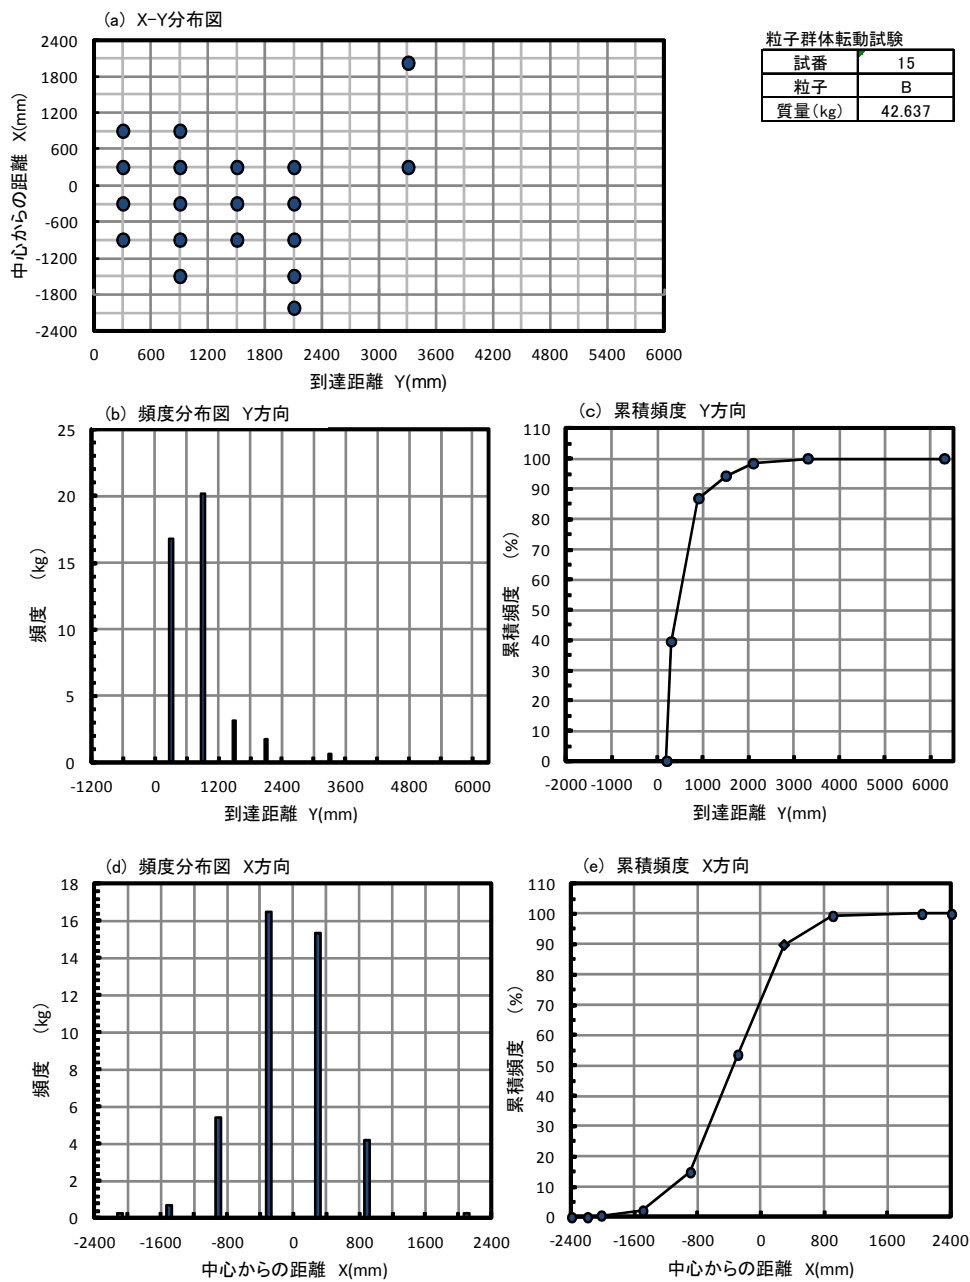 (a) X-Y分布図
2400
1800
1200
600
0
-600
-1200
-1800
-2400
中心からの距離 X(mm)
0 600 1200 1800 2400 3000 3600 4200 4800 5400 6000
到達距離 Y(mm)
粒子群体転動試験
試番 15
粒子 B
質量(kg) 42.637
(b) 頻度分布図 Y方向
25
20
15
10
5
0
頻度 (kg)
-1200 0 1200 2400 3600 4800 6000
到達距離 Y(mm)
(c) 累積頻度 Y方向
110
100
90
80
70
60
50
40
30
20
10
0
累積頻度 (%)
-2000 -1000 0 1000 2000 3000 4000 5000 6000
到達距離 Y(mm)
(d) 頻度分布図 X方向
18
16
14
12
10
8
6
4
2
0
頻度 (kg)
-2400 -1600 -800 0 800 1600 2400
中心からの距離 X(mm)
(e) 累積頻度 X方向
110
100
90
80
70
60
50
40
30
20
10
0
累積頻度 (%)
-2400 -1600 -800 0 800 1600 2400
中心からの距離 X(mm)